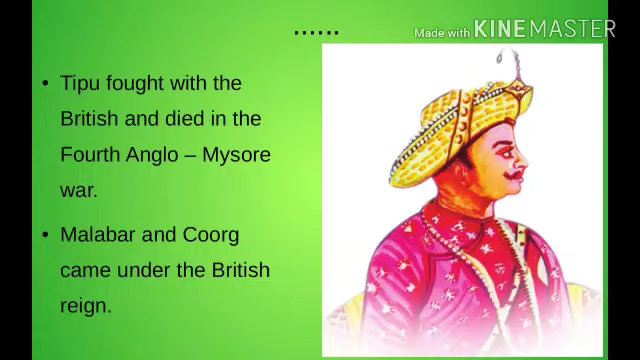 ......
Made with KINEMASTER
• Tipu fought with the
British and died in the
Fourth Anglo – Mysore
war.
• Malabar and Coorg
came under the British
reign.